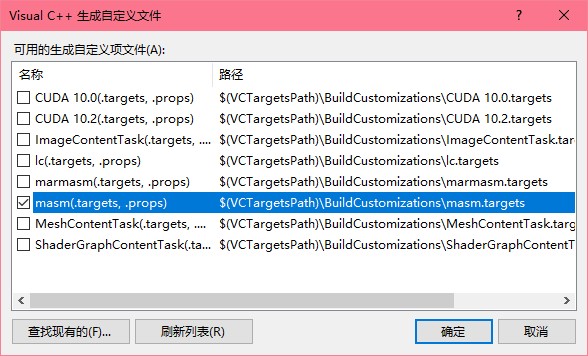 Visual C++ 生成自定义文件
可用的生成自定义项文件(A):
名称 路径
CUDA 10.0(.targets, .props) $(VCTargetsPath)\BuildCustomizations\CUDA 10.0.targets
CUDA 10.2(.targets, .props) $(VCTargetsPath)\BuildCustomizations\CUDA 10.2.targets
ImageContentTask(.targets, .... $(VCTargetsPath)\BuildCustomizations\ImageContentTask.tar
lc(.targets, .props) $(VCTargetsPath)\BuildCustomizations\lc.targets
marmasm(.targets, .props) $(VCTargetsPath)\BuildCustomizations\marmasm.targets
masm(.targets, .props) $(VCTargetsPath)\BuildCustomizations\masm.targets
MeshContentTask(.targets, .... $(VCTargetsPath)\BuildCustomizations\MeshContentTask.targ
ShaderGraphContentTask(.ta... $(VCTargetsPath)\BuildCustomizations\ShaderGraphContentT
查找现有的(F)... 刷新列表(R) 确定 取消